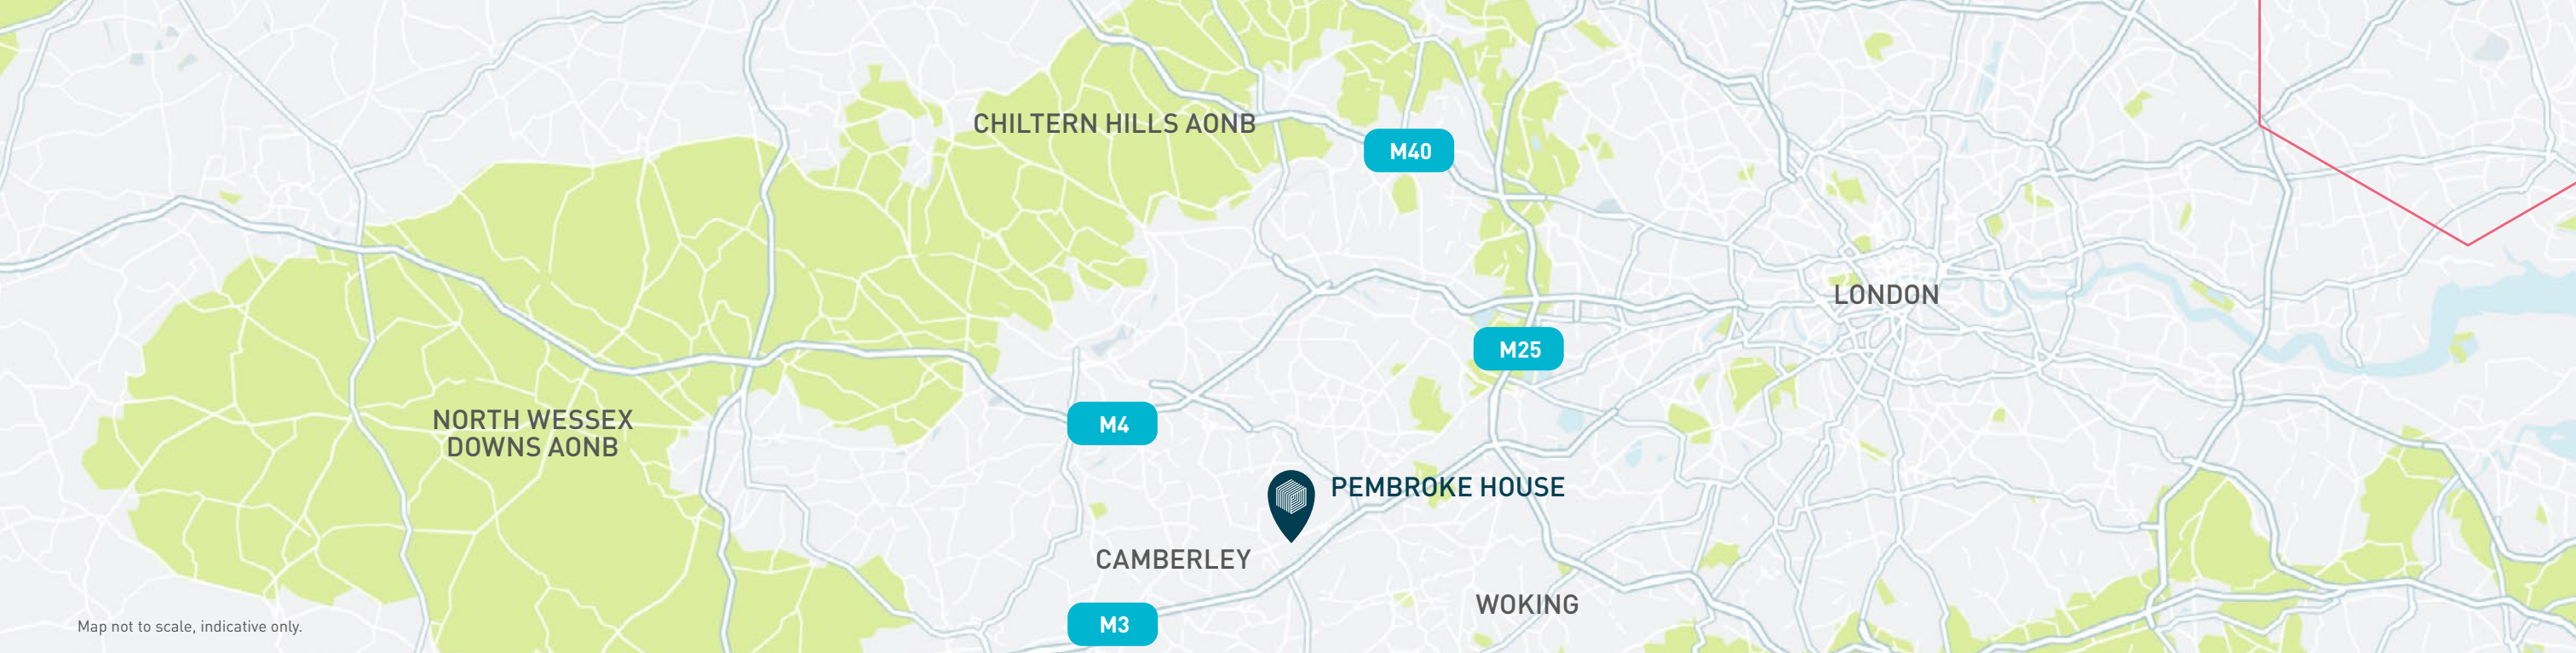 CHILTERN HILLS AONB
M40
LONDON
M25
NORTH WESSEX
DOWNS AONB
M4
PEMBROKE HOUSE
CAMBERLEY
WOKING
M3
Map not to scale, indicative only.